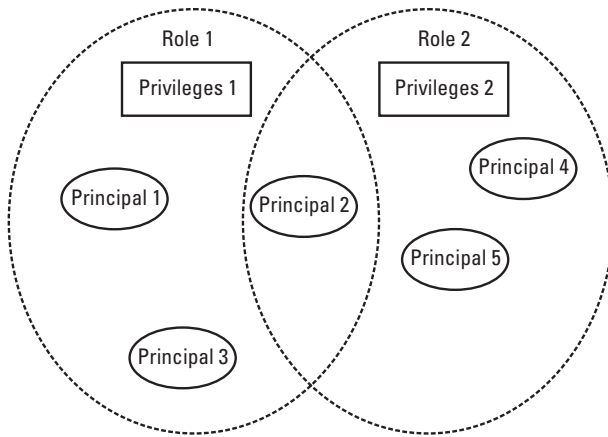 Role 1
Role 2
Privileges 1
Privileges 2
Principal 1
Principal 2
Principal 4
Principal 5
Principal 3